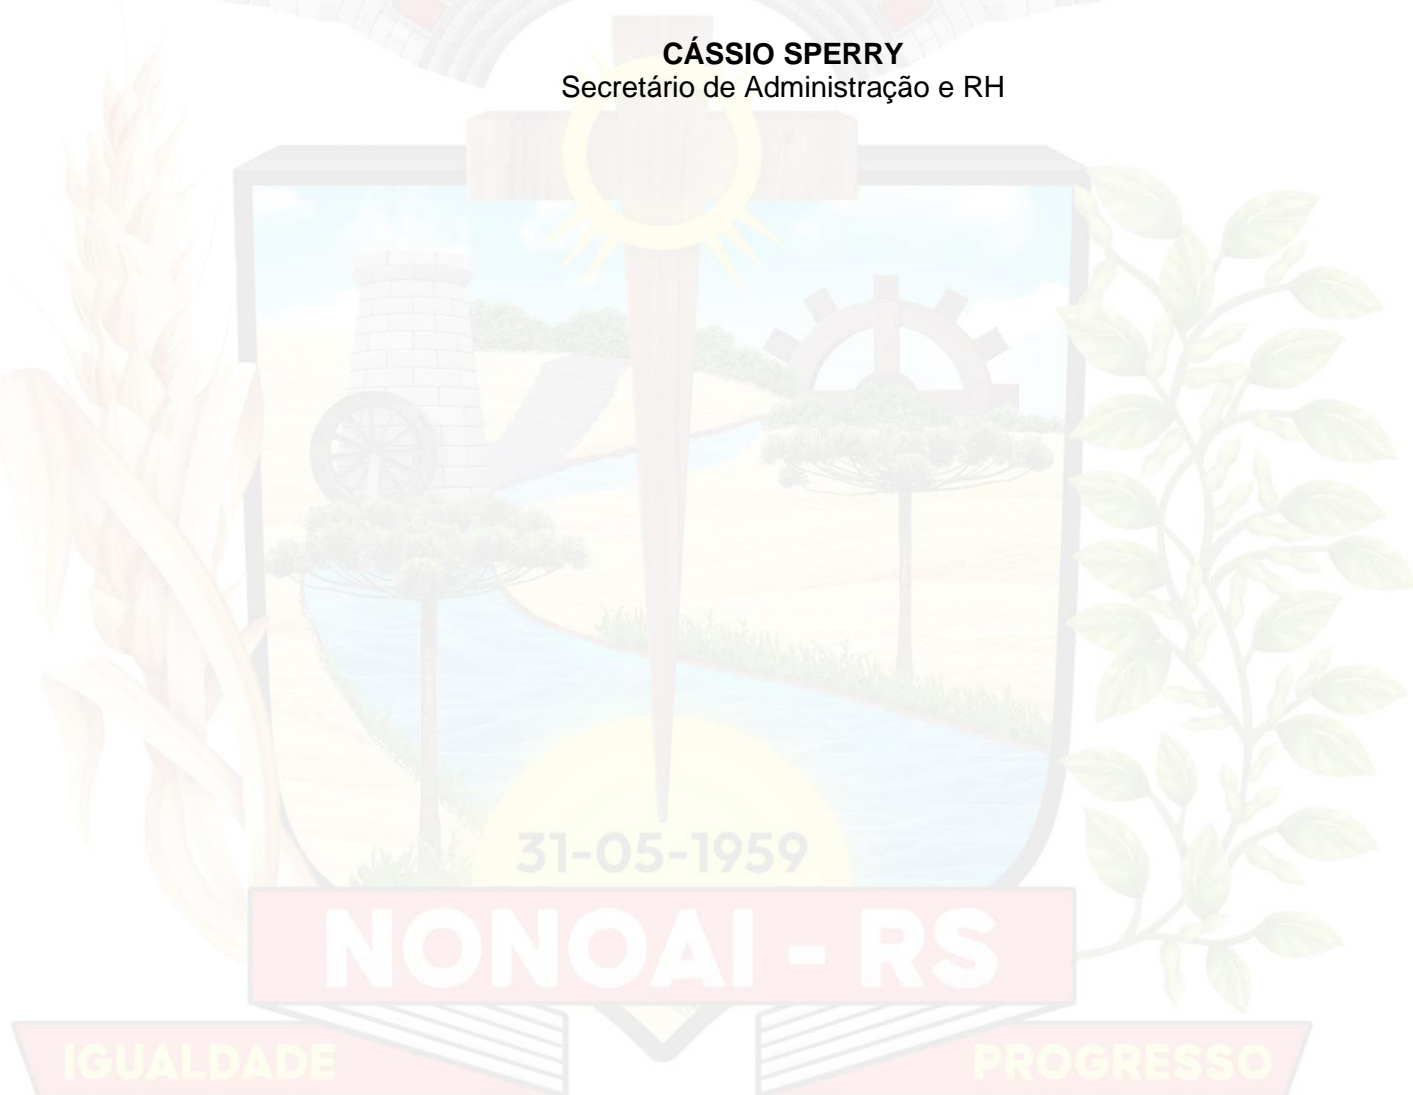 CÁSSIO SPERRY
Secretário de Administração e RH
31-05-1959
NONOAI - RS
IGUALDADE
PROGRESSO